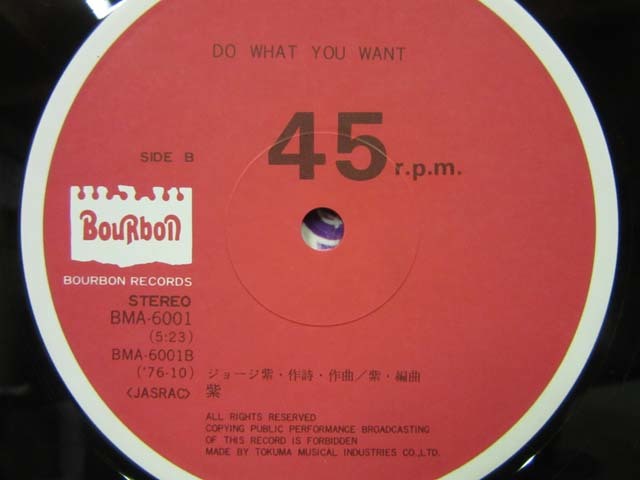 DO WHAT YOU WANT
45 r.p.m.
SIDE B
BouRbon
BOURBON RECORDS
STEREO
BMA-6001
(5:23)
BMA-6001B
('76-10)
<JASRAC>
ジョージ紫・作詩・作曲／紫・編曲
紫
ALL RIGHTS RESERVED
COPYING PUBLIC PERFORMANCE BROADCASTING
OF THIS RECORD IS FORBIDDEN
MADE BY TOKUMA MUSICAL INDUSTRIES CO.,LTD.